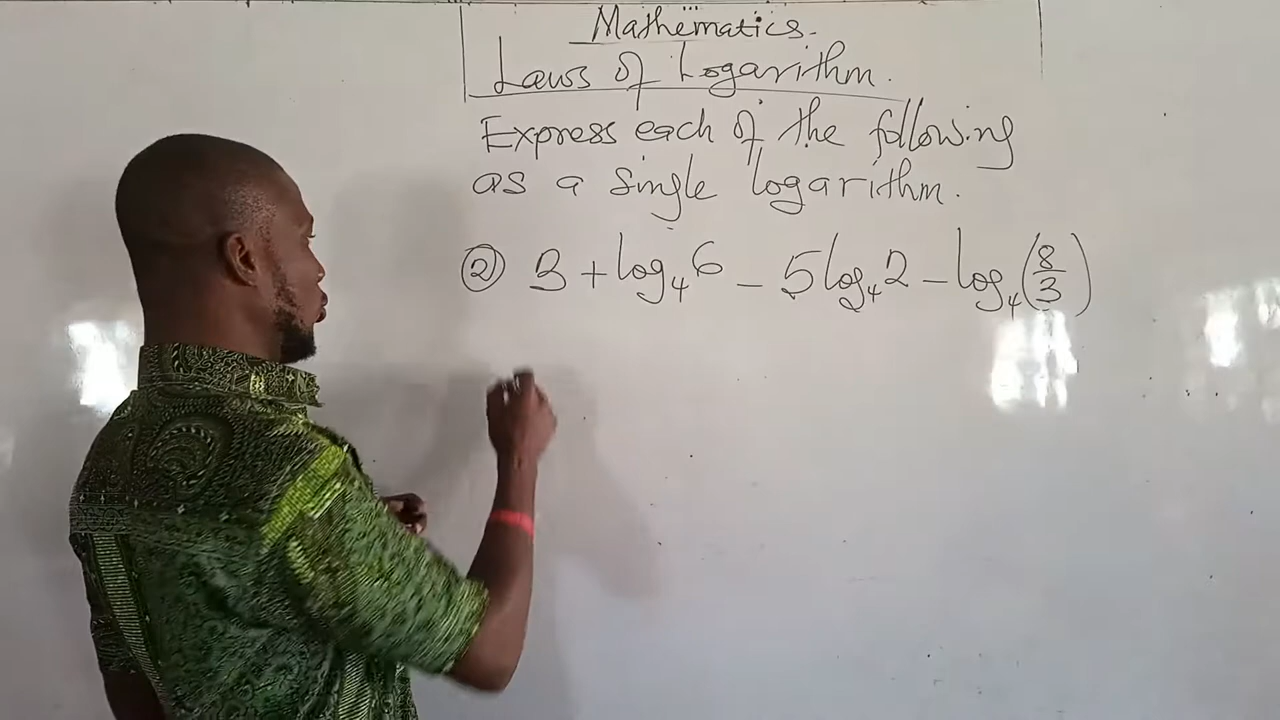 Mathematics.
Laws of Logarithm.
Express each of the following
as a single logarithm.
② 3 + log₄6 - 5log₄2 - log₄(8/3)